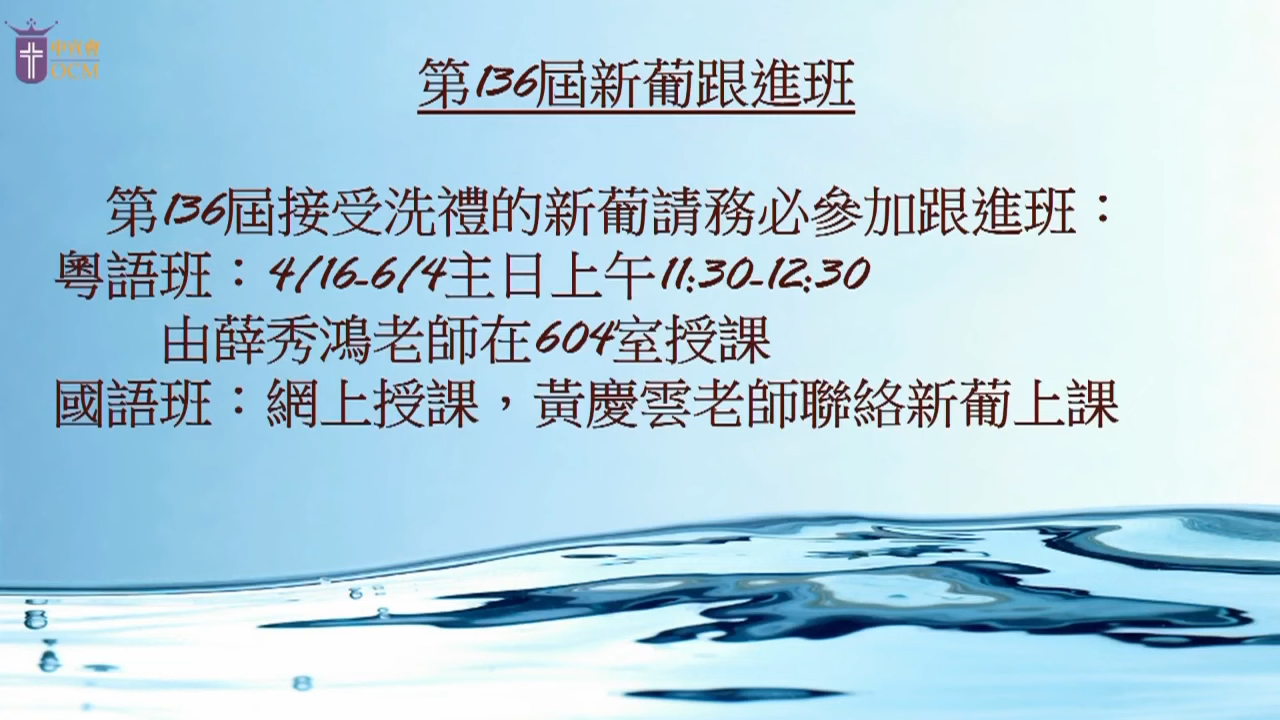 中宣會
OCM
第136屆新葡跟進班
第136屆接受洗禮的新葡請務必參加跟進班：
粵語班：4/16-6/4主日上午11:30-12:30
由薛秀鴻老師在604室授課
國語班：網上授課，黃慶雲老師聯絡新葡上課